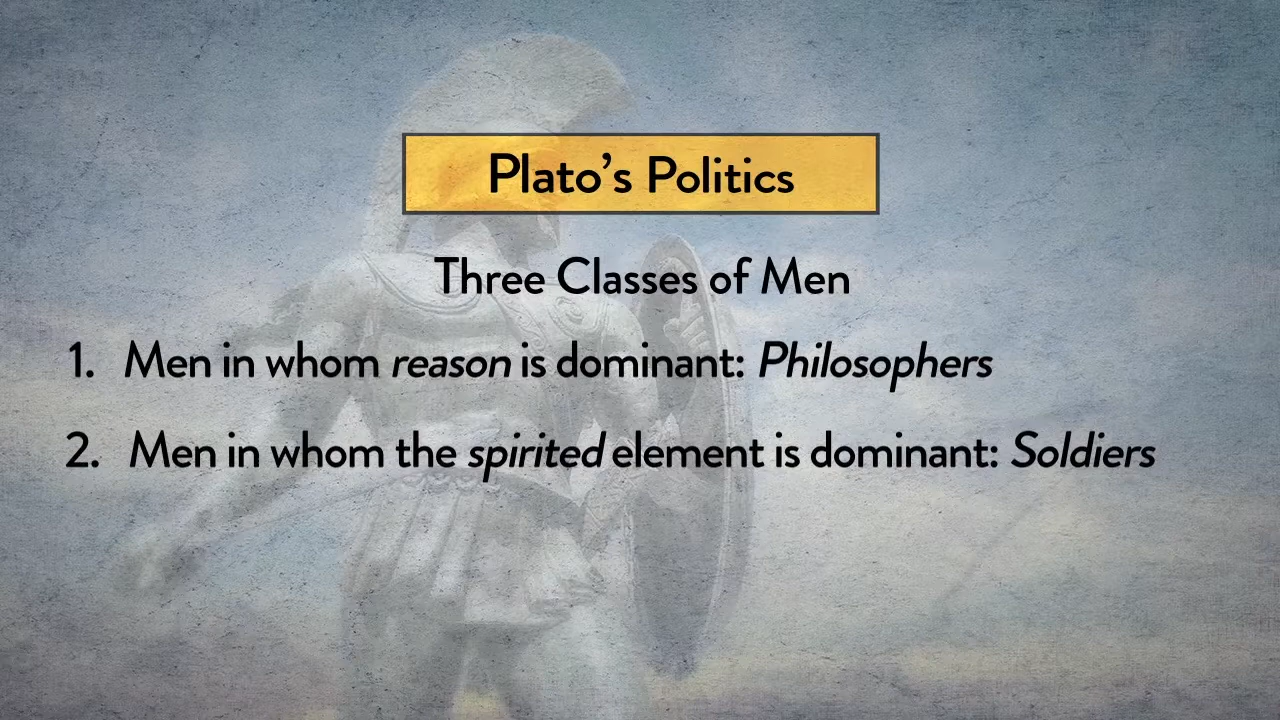 Plato’s Politics
Three Classes of Men
1. Men in whom reason is dominant: Philosophers
2. Men in whom the spirited element is dominant: Soldiers